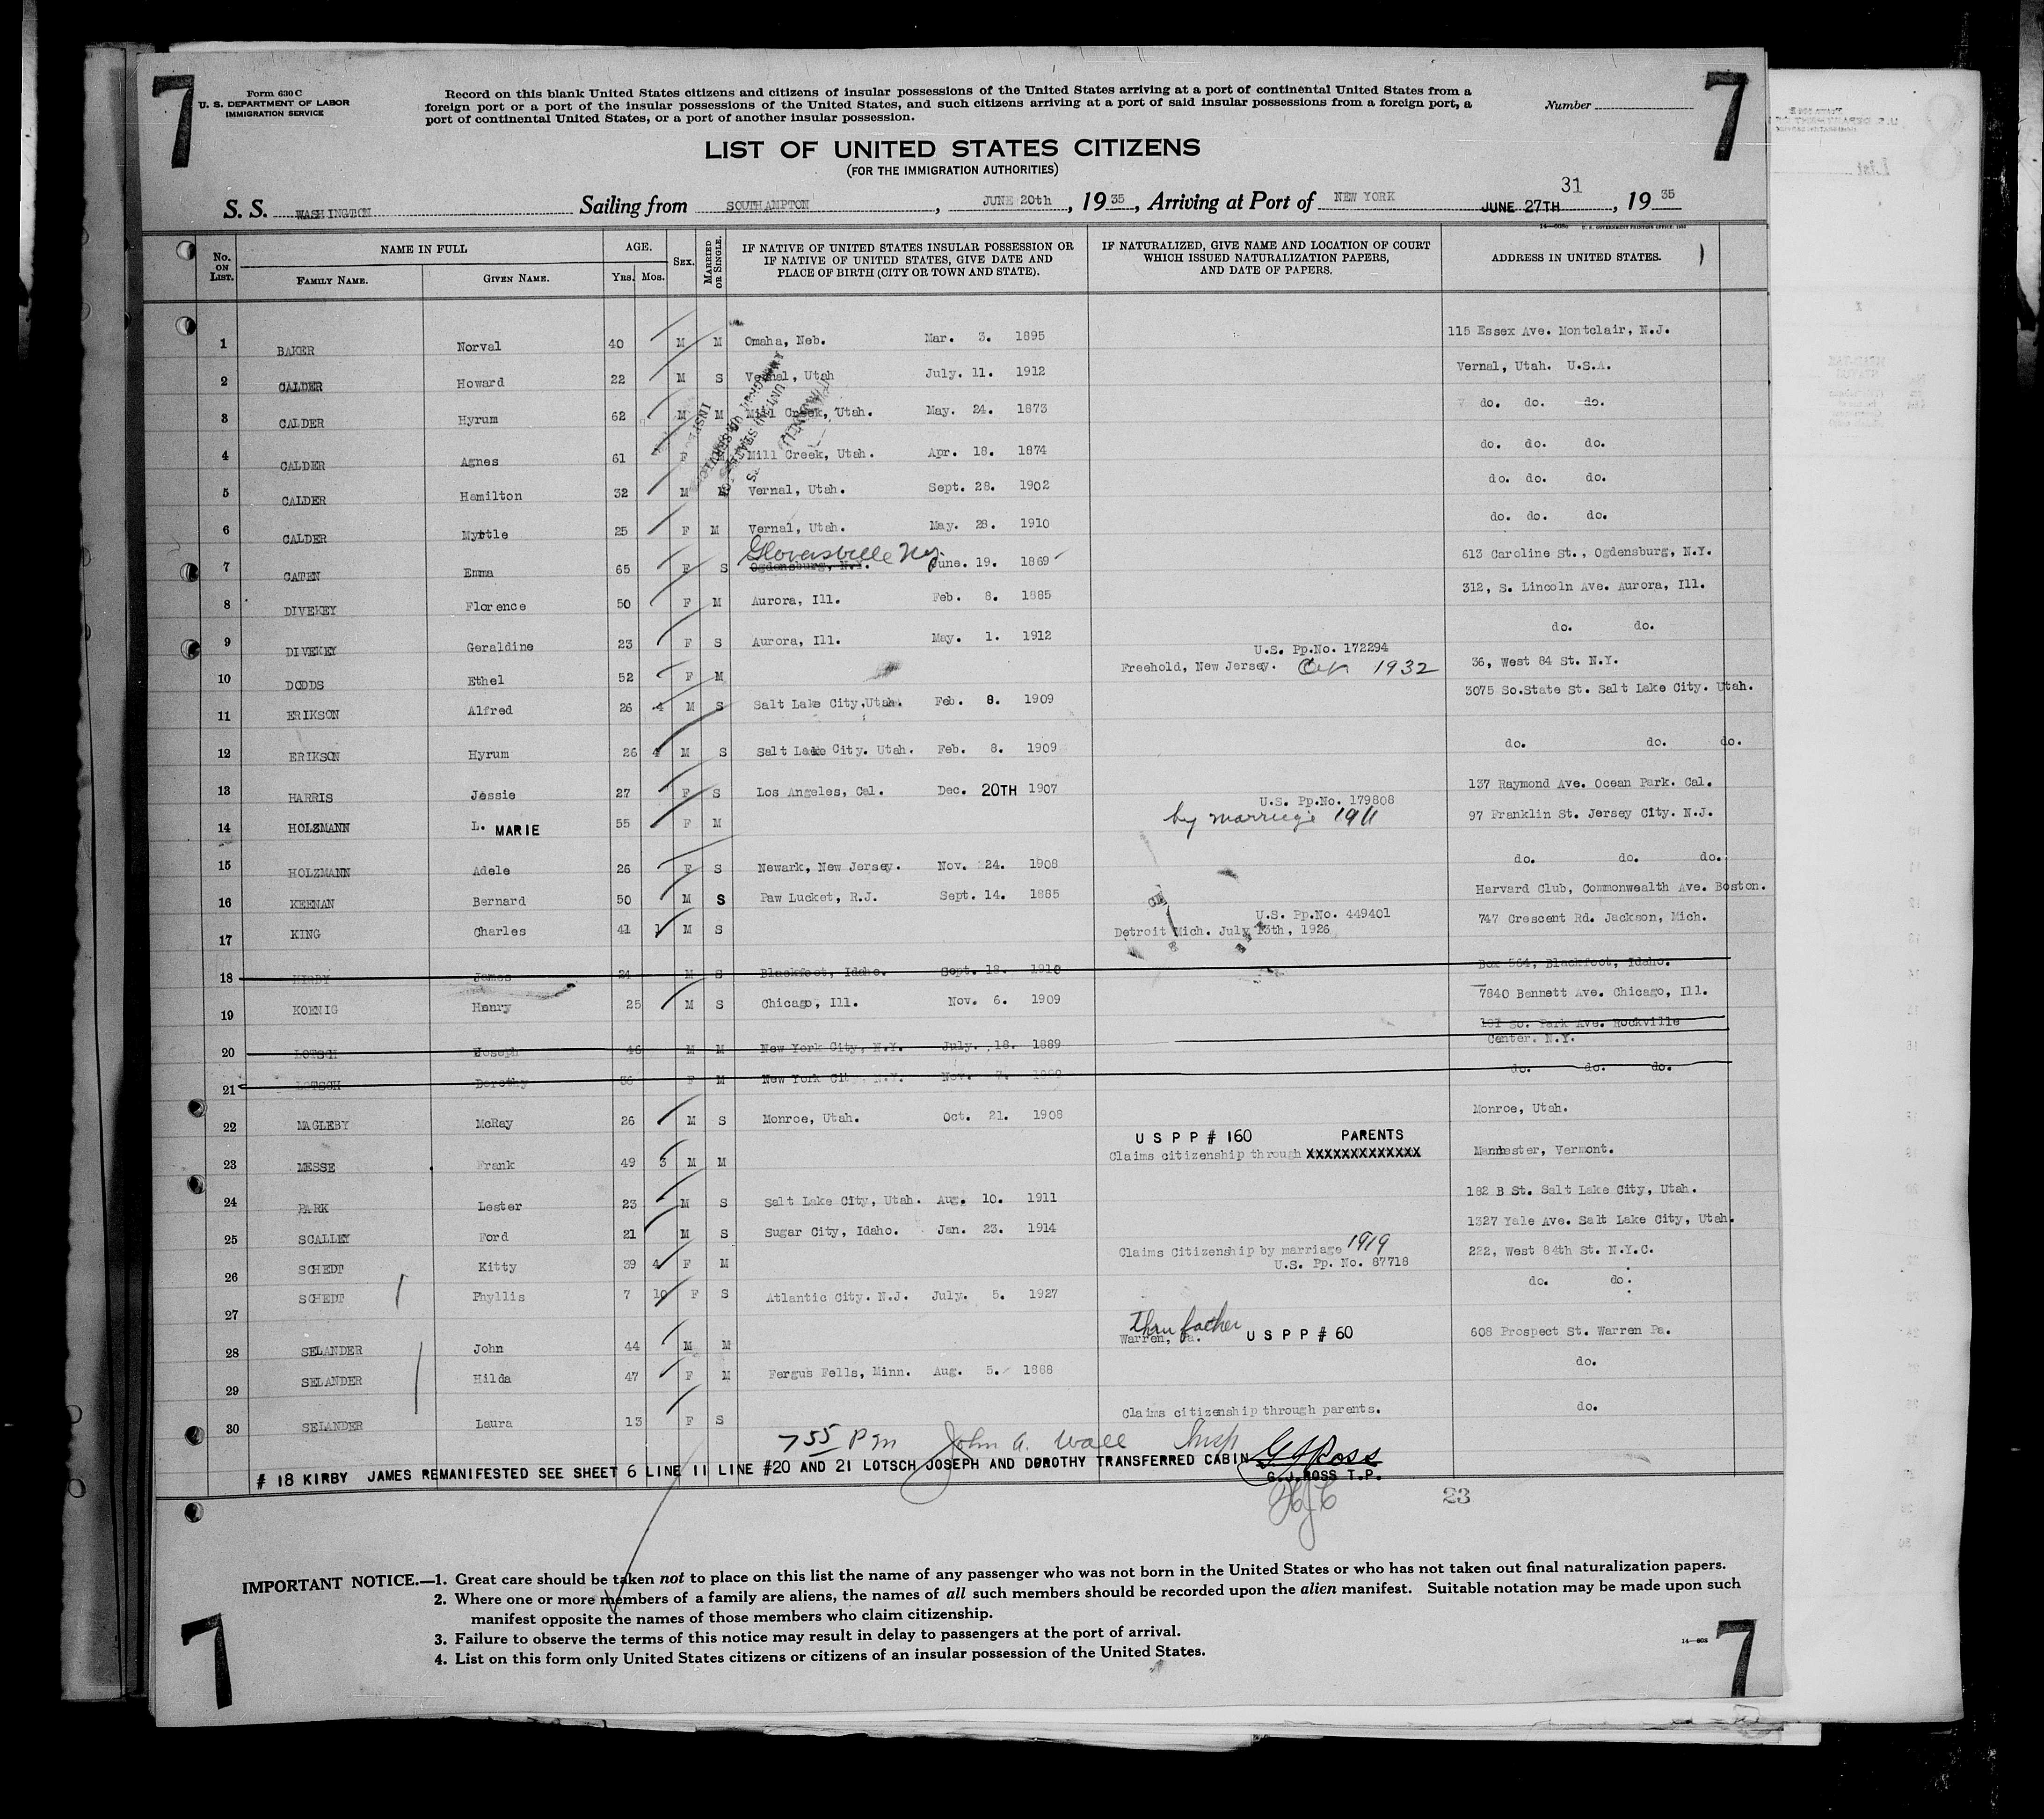 7
7
Form 630 C
U. S. DEPARTMENT OF LABOR
IMMIGRATION SERVICE
Record on this blank United States citizens and citizens of insular possessions of the United States arriving at a port of continental United States from a
foreign port or a port of the insular possessions of the United States, and such citizens arriving at a port of said insular possessions from a foreign port, a
port of continental United States, or a port of another insular possession.
Number
LIST OF UNITED STATES CITIZENS
(FOR THE IMMIGRATION AUTHORITIES)
31
S. S. WASHINGTON Sailing from SOUTHAMPTON, JUNE 20th, 1935, Arriving at Port of NEW YORK JUNE 27TH, 1935
No. ON LIST. NAME IN FULL FAMILY NAME. GIVEN NAME. AGE. Yrs. Mos. SEX. MARRIED OR SINGLE. IF NATIVE OF UNITED STATES INSULAR POSSESSION OR IF NATIVE OF UNITED STATES, GIVE DATE AND PLACE OF BIRTH (CITY OR TOWN AND STATE). IF NATURALIZED, GIVE NAME AND LOCATION OF COURT WHICH ISSUED NATURALIZATION PAPERS, AND DATE OF PAPERS. ADDRESS IN UNITED STATES.
1 BAKER Norval 40 M M Omaha, Neb. Mar. 3. 1895 115 Essex Ave. Montclair, N.J.
2 CALDER Howard 22 M S Vernal, Utah July. 11. 1912 Vernal, Utah. U.S.A.
3 CALDER Hyrum 62 M M Mill Creek, Utah. May. 24. 1873 do. do. do.
4 CALDER Agnes 61 F Mill Creek, Utah. Apr. 18. 1874 do. do. do.
5 CALDER Hamilton 32 M M Vernal, Utah. Sept. 28. 1902 do. do. do.
6 CALDER Myrtle 25 F M Vernal, Utah. May. 28. 1910 do. do. do.
Gloversville N.y.
7 CATEN Emma 65 F S Ogdensburg, N.Y. June. 19. 1869 613 Caroline St., Ogdensburg, N.Y.
8 DIVEKEY Florence 50 F M Aurora, Ill. Feb. 8. 1885 312, S. Lincoln Ave. Aurora, Ill.
9 DIVEKEY Geraldine 23 F S Aurora, Ill. May. 1. 1912 do. do.
U.S. Pp.No. 172294
10 DODDS Ethel 52 F M Freehold, New Jersey. 1932 36, West 84 St. N.Y.
11 ERIKSON Alfred 26 4 M S Salt Lake City, Utah. Feb. 8. 1909 3075 So.State St. Salt Lake City. Utah.
12 ERIKSON Hyrum 26 4 M S Salt Lake City. Utah. Feb. 8. 1909 do. do. do.
13 HARRIS Jessie 27 F S Los Angeles, Cal. Dec. 20TH 1907 137 Raymond Ave. Ocean Park. Cal.
U.S. Pp.No. 179808
14 HOLZMANN L. MARIE 55 F M by marriage 1911 97 Franklin St. Jersey City. N.J.
15 HOLZMANN Adele 26 F S Newark, New Jersey. Nov. 24. 1908 do. do. do.
16 KEENAN Bernard 50 M S Paw Lucket, R.J. Sept. 14. 1885 Harvard Club, Commonwealth Ave. Boston.
U.S. Pp.No. 449401
17 KING Charles 41 1 M S Detroit Mich. July 13th, 1926 747 Crescent Rd. Jackson, Mich.
18 KIRBY James 24 M S Blackfoot, Idaho. Sept. 18. 1910 Box 564, Blackfoot, Idaho.
19 KOENIG Henry 25 M S Chicago, Ill. Nov. 6. 1909 7840 Bennett Ave. Chicago, Ill.
20 LOTSCH Joseph 46 M M New York City, N.Y. July. 18. 1889 So. Park Ave. Rockville
Center. N.Y.
21 LOTSCH Dorothy 36 F M New York City, N.Y. Nov. 7. do. do. do.
22 MAGLEBY McRay 26 M S Monroe, Utah. Oct. 21. 1908 Monroe, Utah.
U S P P # 160 PARENTS
23 MESSE Frank 49 3 M M Claims citizenship through XXXXXXXXXXXXX Manchester, Vermont.
24 PARK Lester 23 M S Salt Lake City, Utah. Aug. 10. 1911 182 B St. Salt Lake City, Utah.
25 SCALLEY Ford 21 M S Sugar City, Idaho. Jan. 23. 1914 1327 Yale Ave. Salt Lake City, Utah.
26 SCHEDT Kitty 39 4 F M Claims Citizenship by marriage 1919 222, West 84th St. N.Y.C.
U.S. Pp. No. 87718
27 SCHEDT Phyllis 7 10 F S Atlantic City. N.J. July. 5. 1927 do. do.
thru father
28 SELANDER John 44 M M Warren, Pa. U S P P # 60 608 Prospect St. Warren Pa.
29 SELANDER Hilda 47 F M Fergus Fells, Minn. Aug. 5. 1888 do.
30 SELANDER Laura 13 F S Claims citizenship through parents. do.
7 55 P m John A. Wall Insp G J Ross
# 18 KIRBY JAMES REMANIFESTED SEE SHEET 6 LINE 11 LINE #20 AND 21 LOTSCH JOSEPH AND DOROTHY TRANSFERRED CABIN
G.J.ROSS T.P.
23
IMPORTANT NOTICE.—1. Great care should be taken not to place on this list the name of any passenger who was not born in the United States or who has not taken out final naturalization papers.
2. Where one or more members of a family are aliens, the names of all such members should be recorded upon the alien manifest. Suitable notation may be made upon such
manifest opposite the names of those members who claim citizenship.
3. Failure to observe the terms of this notice may result in delay to passengers at the port of arrival.
4. List on this form only United States citizens or citizens of an insular possession of the United States.
7
7